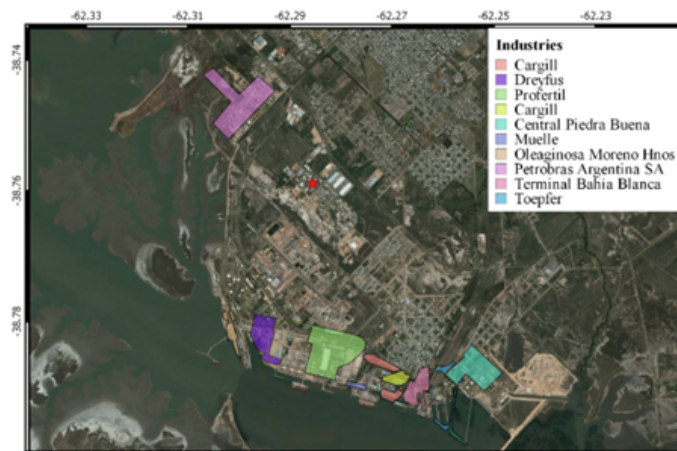 -62.33 -62.31 -62.29 -62.27 -62.25 -62.23
-38.74
-38.76
-38.78
Industries
Cargill
Dreyfus
Profertil
Cargill
Central Piedra Buena
Muelle
Oleaginosa Moreno Hnos
Petrobras Argentina SA
Terminal Bahia Blanca
Toepfer